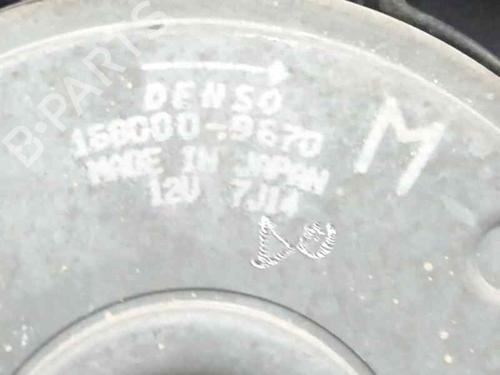 DENSO
168000-9670
MADE IN JAPAN
12V 7J14
M
B-PARTS